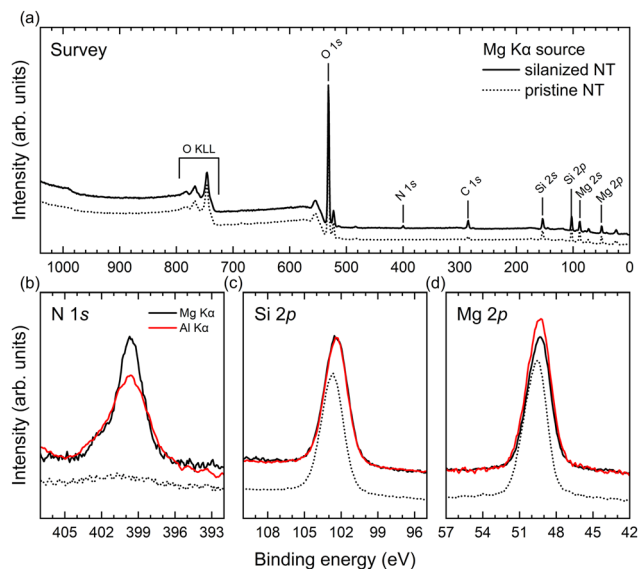 (a)
Survey
O KLL
O 1s
N 1s
C 1s
Si 2s
Si 2p
Mg 2s
Mg 2p
Mg Kα source
silanized NT
pristine NT
Intensity (arb. units)
1000 900 800 700 600 500 400 300 200 100 0
(b)
N 1s
Mg Kα
Al Kα
Intensity (arb. units)
405 402 399 396 393
(c)
Si 2p
108 105 102 99 96
(d)
Mg 2p
57 54 51 48 45 42
Binding energy (eV)